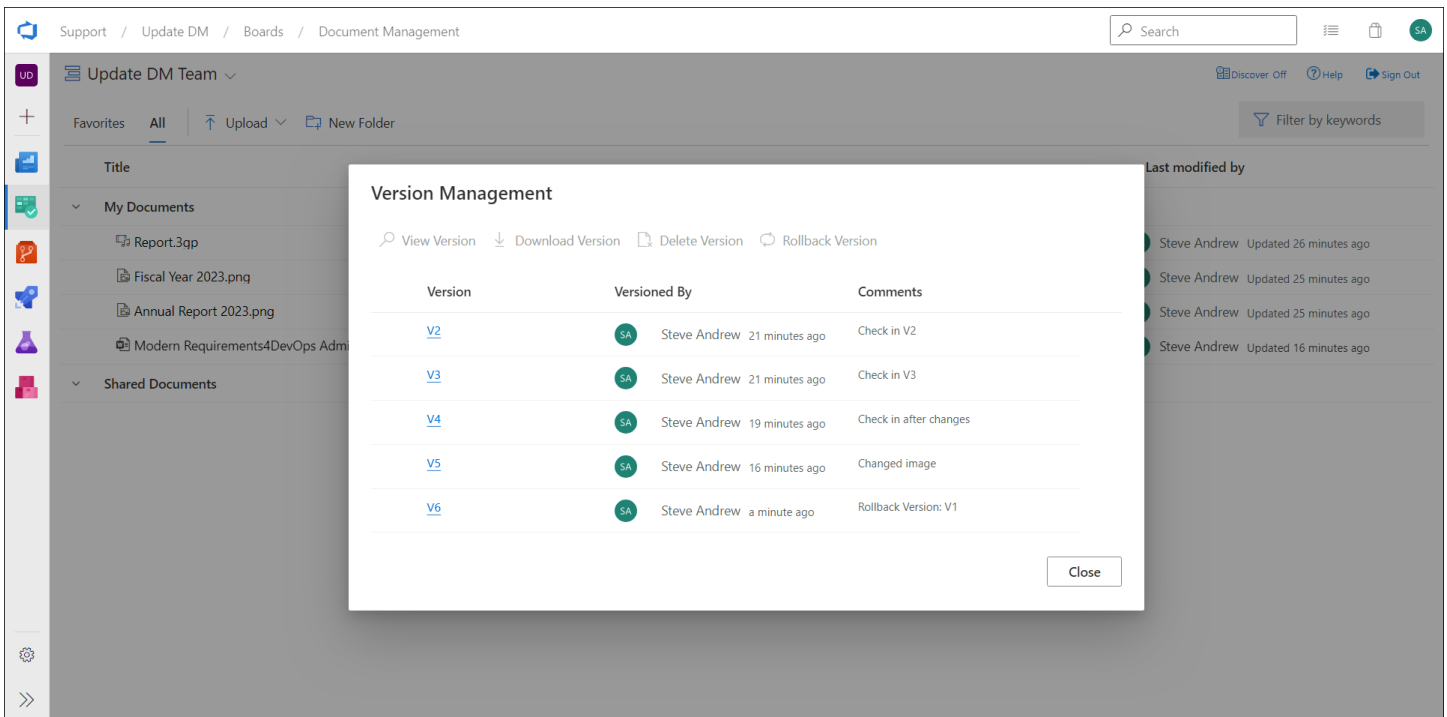 Support / Update DM / Boards / Document Management
Search
SA
UD
Update DM Team
Discover Off
Help
Sign Out
Favorites
All
Upload
New Folder
Filter by keywords
Title
Last modified by
My Documents
Report.3gp
Steve Andrew Updated 26 minutes ago
Fiscal Year 2023.png
Steve Andrew Updated 25 minutes ago
Annual Report 2023.png
Steve Andrew Updated 25 minutes ago
Modern Requirements4DevOps Admi
Steve Andrew Updated 16 minutes ago
Shared Documents
Version Management
View Version
Download Version
Delete Version
Rollback Version
Version Versioned By Comments
V2 SA Steve Andrew 21 minutes ago Check in V2
V3 SA Steve Andrew 21 minutes ago Check in V3
V4 SA Steve Andrew 19 minutes ago Check in after changes
V5 SA Steve Andrew 16 minutes ago Changed image
V6 SA Steve Andrew a minute ago Rollback Version: V1
Close